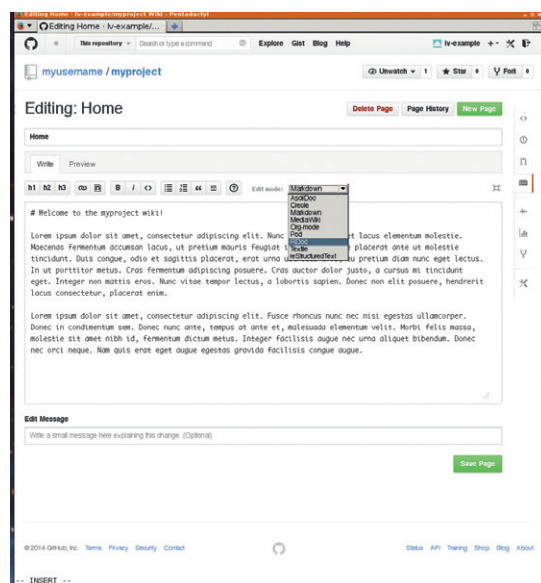 Editing Home · lv-example/myproject Wiki - Pentadactyl
Editing Home · lv-example/...
This repository Search or type a command Explore Gist Blog Help lv-example
myusername / myproject Unwatch 1 Star 0 Fork 0
Editing: Home Delete Page Page History New Page
Home
Write Preview
h1 h2 h3 B i Edit mode: Markdown
AsciiDoc
Creole
Markdown
MediaWiki
Org-mode
Pod
RDoc
Textile
reStructuredText
# Welcome to the myproject wiki!
Lorem ipsum dolor sit amet, consectetur adipiscing elit. Nunc et lacus elementum molestie.
Maecenas fermentum accumsan lacus, ut pretium mauris feugiat placerat ante ut molestie
tincidunt. Duis congue, odio et sagittis placerat, erat urna eu pretium diam nunc eget lectus.
In ut porttitor metus. Cras fermentum adipiscing posuere. Cras auctor dolor justo, a cursus mi tincidunt
eget. Integer non mattis eros. Nunc vitae tempor lectus, a lobortis sapien. Donec non elit posuere, hendrerit
lacus consectetur, placerat enim.
Lorem ipsum dolor sit amet, consectetur adipiscing elit. Fusce rhoncus nunc nec nisi egestas ullamcorper.
Donec in condimentum sem. Donec nunc ante, tempus at ante et, malesuada elementum velit. Morbi felis massa,
molestie sit amet nibh id, fermentum dictum metus. Integer facilisis augue nec urna aliquet bibendum. Donec
nec orci neque. Nam quis erat eget augue egestas gravida facilisis congue augue.
Edit Message
Write a small message here explaining this change. (Optional)
Save Page
© 2014 GitHub, Inc. Terms Privacy Security Contact Status API Training Shop Blog About
-- INSERT --